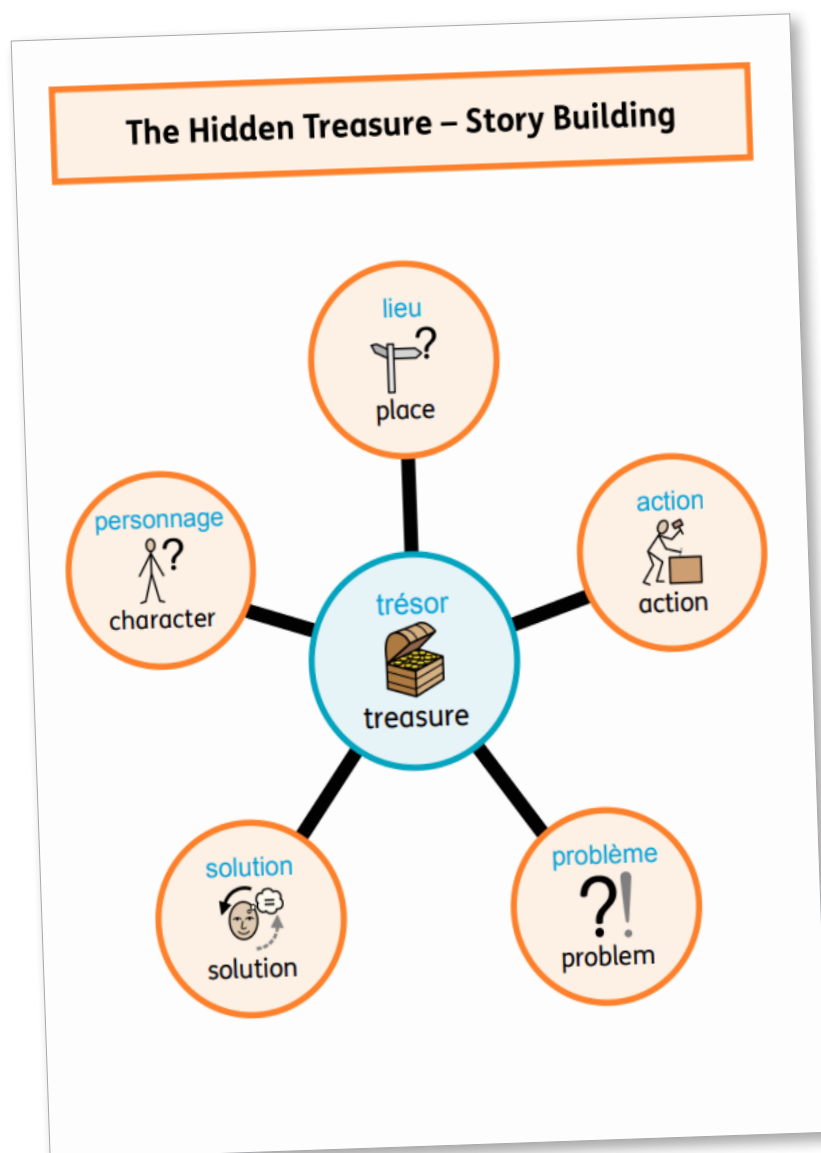 The Hidden Treasure – Story Building
lieu
?
place
personnage
?
character
action
action
trésor
treasure
solution
=
solution
problème
?!
problem